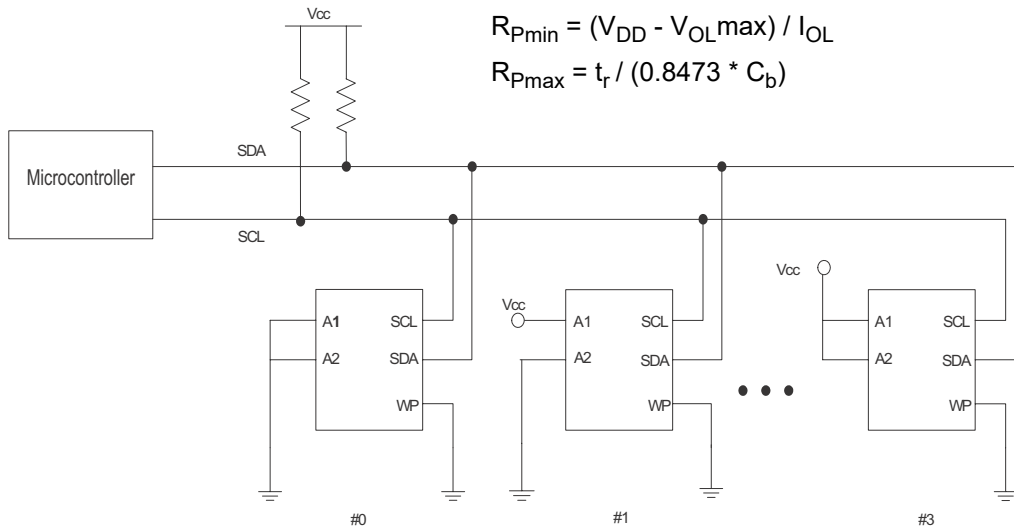 Vcc
R_Pmin = (V_DD - V_OLmax) / I_OL
R_Pmax = t_r / (0.8473 * C_b)
SDA
Microcontroller
SCL
Vcc
Vcc
A1 SCL
A2 SDA
WP
A1 SCL
A2 SDA
WP
A1 SCL
A2 SDA
WP
#0 #1 #3